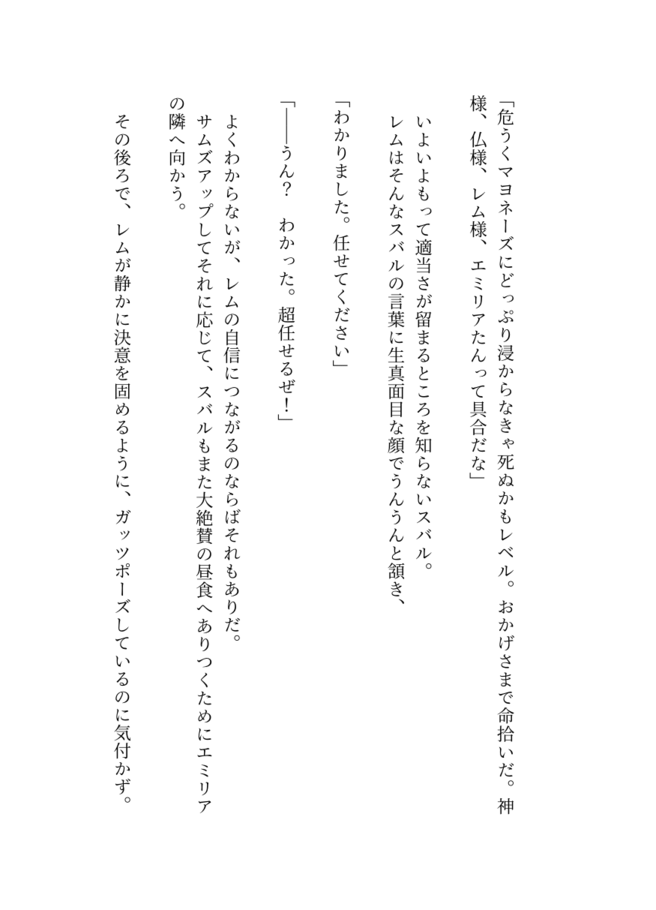 「危うくマヨネーズにどっぷり浸からなきゃ死ぬかもレベル。おかげさまで命拾いだ。神
様、仏様、レム様、エミリアたんって具合だな」
いよいよもって適当さが留まるところを知らないスバル。
レムはそんなスバルの言葉に生真面目な顔でうんうんと頷き、
「わかりました。任せてください」
「――うん？　わかった。超任せるぜ！」
よくわからないが、レムの自信につながるのならばそれもありだ。
サムズアップしてそれに応じて、スバルもまた大絶賛の昼食へありつくためにエミリア
の隣へ向かう。
その後ろで、レムが静かに決意を固めるように、ガッツポーズしているのに気付かず。